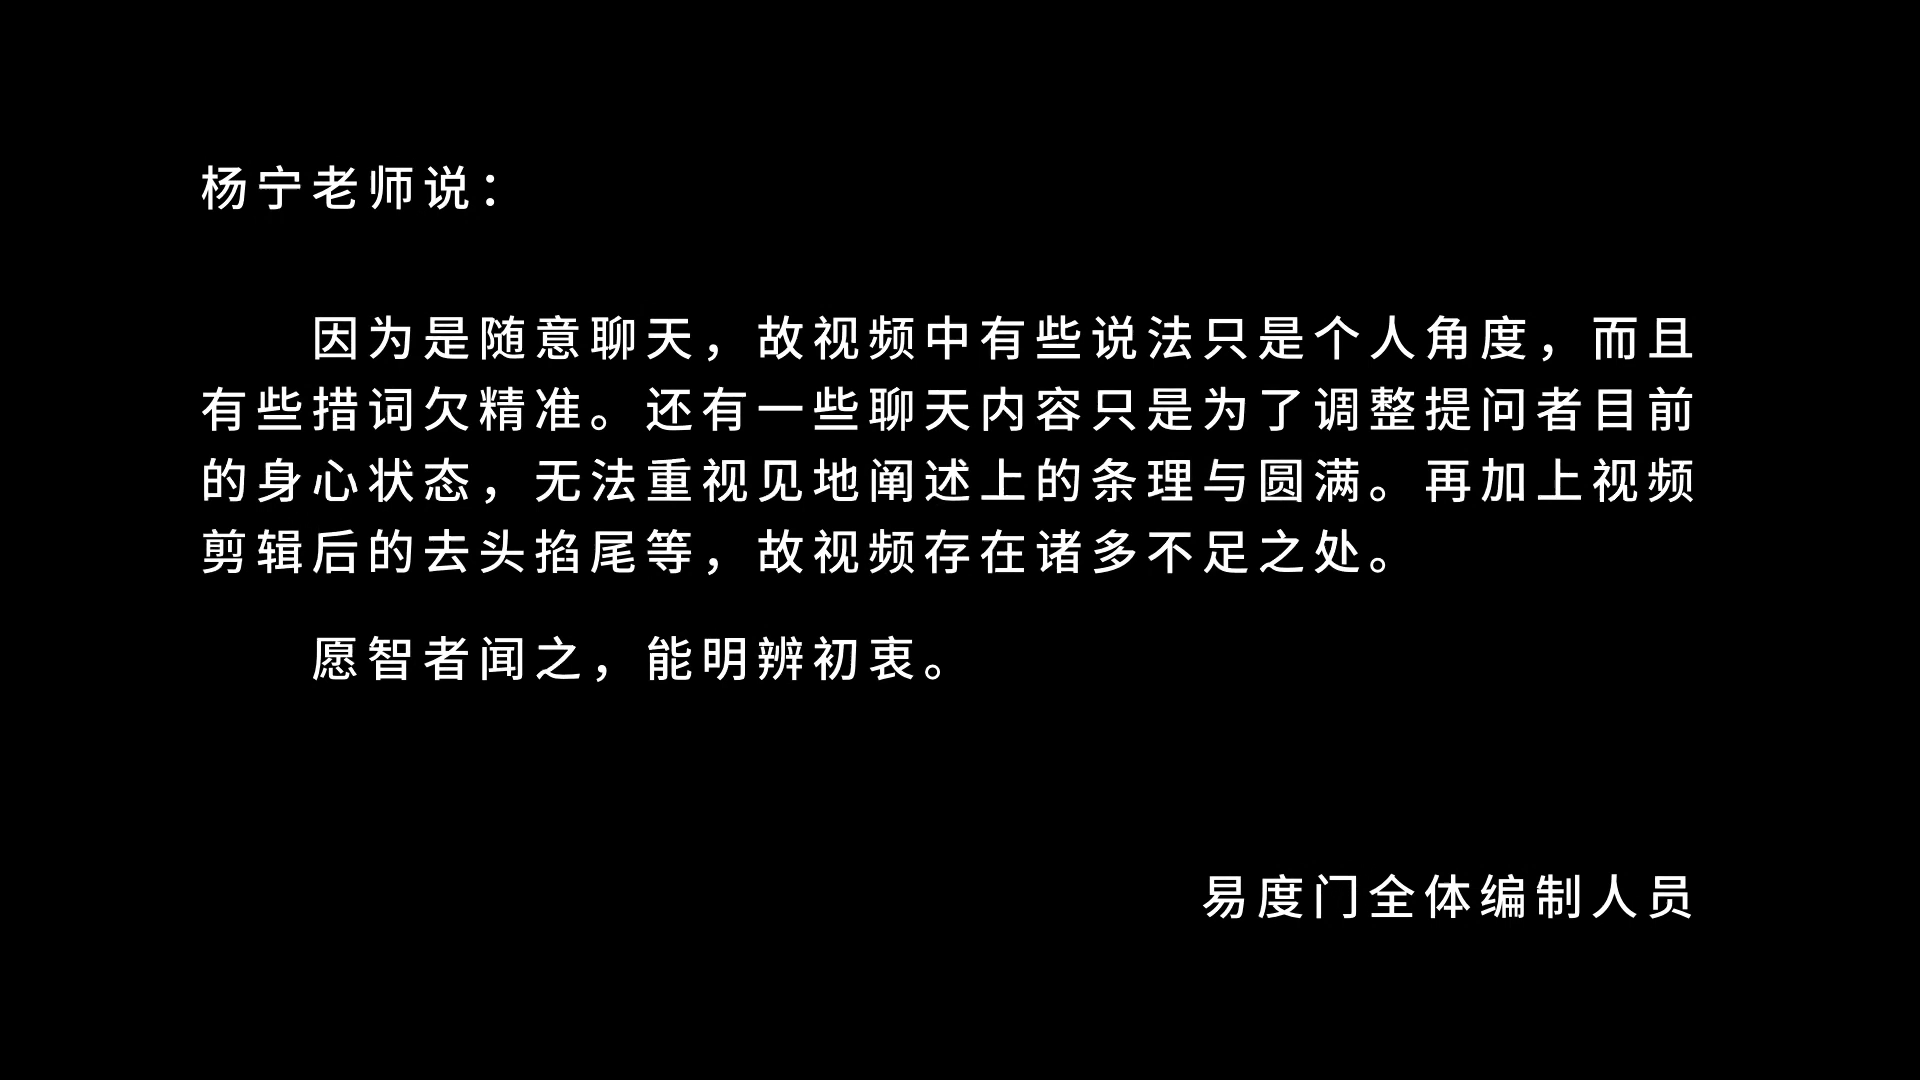 杨宁老师说：
因为是随意聊天，故视频中有些说法只是个人角度，而且
有些措词欠精准。还有一些聊天内容只是为了调整提问者目前
的身心状态，无法重视见地阐述上的条理与圆满。再加上视频
剪辑后的去头掐尾等，故视频存在诸多不足之处。
愿智者闻之，能明辨初衷。
易度门全体编制人员